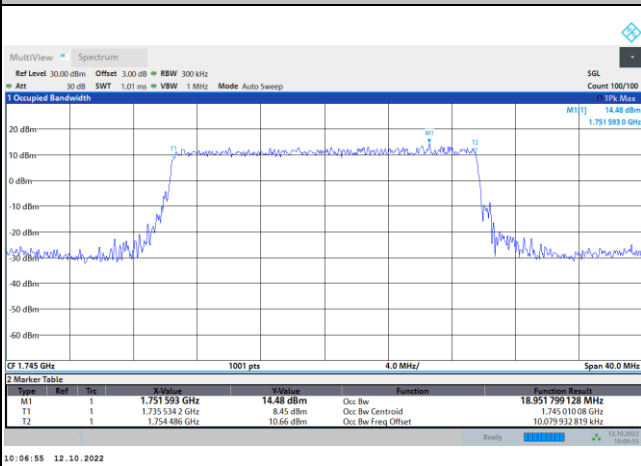 MultiView Spectrum
Ref Level 30.00 dBm Offset 3.00 dB RBW 300 kHz SGL
Att 30 dB SWT 1.01 ms VBW 1 MHz Mode Auto Sweep Count 100/100
1 Occupied Bandwidth 1Pk Max
M1[1] 14.48 dBm
1.751 593 0 GHz
20 dBm
M1
T1 T2
10 dBm
0 dBm
-10 dBm
-20 dBm
-30 dBm
-40 dBm
-50 dBm
-60 dBm
CF 1.745 GHz 1001 pts 4.0 MHz/ Span 40.0 MHz
2 Marker Table
Type Ref Trc X-Value Y-Value Function Function Result
M1 1 1.751 593 GHz 14.48 dBm Occ Bw 18.951 799 128 MHz
T1 1 1.735 534 2 GHz 8.45 dBm Occ Bw Centroid 1.745 010 08 GHz
T2 1 1.754 486 GHz 10.66 dBm Occ Bw Freq Offset 10.079 932 819 kHz
Ready 12.10.2022
10:06:55
10:06:55 12.10.2022